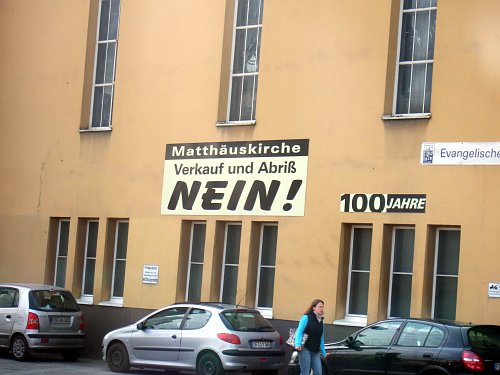 Matthäuskirche
Verkauf und Abriß
NEIN!
100 JAHRE
Evangelische